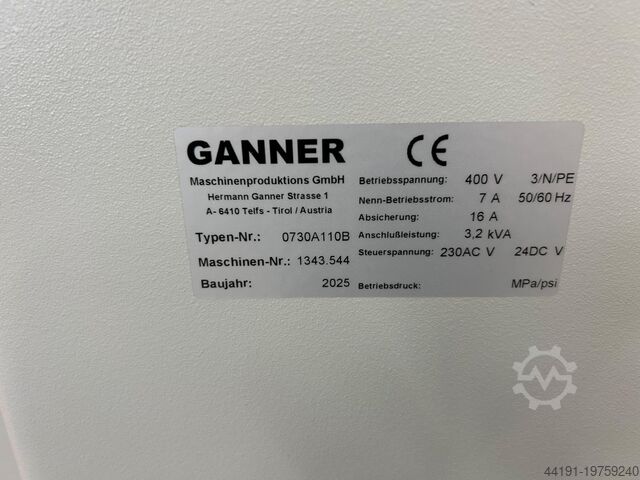 GANNER CE
Maschinenproduktions GmbH
Hermann Ganner Strasse 1
A- 6410 Telfs - Tirol / Austria
Typen-Nr.: 0730A110B
Maschinen-Nr.: 1343.544
Baujahr: 2025
Betriebsspannung: 400 V 3/N/PE
Nenn-Betriebsstrom: 7 A 50/60 Hz
Absicherung: 16 A
Anschlußleistung: 3,2 kVA
Steuerspannung: 230AC V 24DC V
Betriebsdruck: MPa/psi
44191-19759240